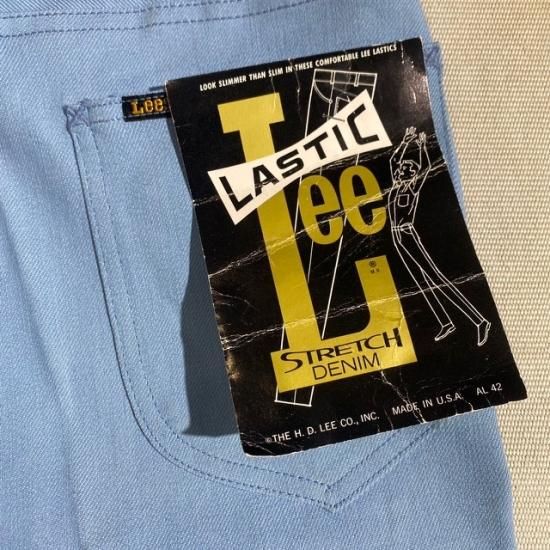 LOOK SLIMMER THAN SLIM IN THESE COMFORTABLE LEE LASTICS
Lee
LASTIC
Lee
®
M.R.
STRETCH
DENIM
©THE H. D. LEE CO., INC. MADE IN U.S.A. AL 42